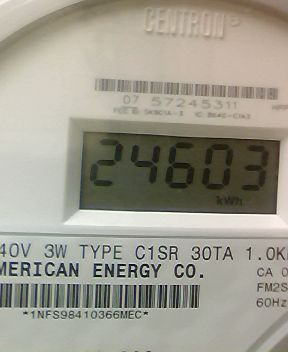 CENTRON®
07 57245311
24603
kWh
40V 3W TYPE C1SR 30TA 1.0K
MERICAN ENERGY CO.
CA 0
FM2S
60Hz
*1NFS98410366MEC*